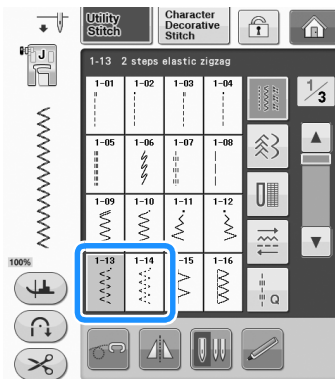 Utility
Stitch
Character
Decorative
Stitch
J
1-13 2 steps elastic zigzag
1-01 1-02 1-03 1-04
1/3
1-05 1-06 1-07 1-08
1-09 1-10 1-11 1-12
1-13 1-14 -15 1-16
100%
Q